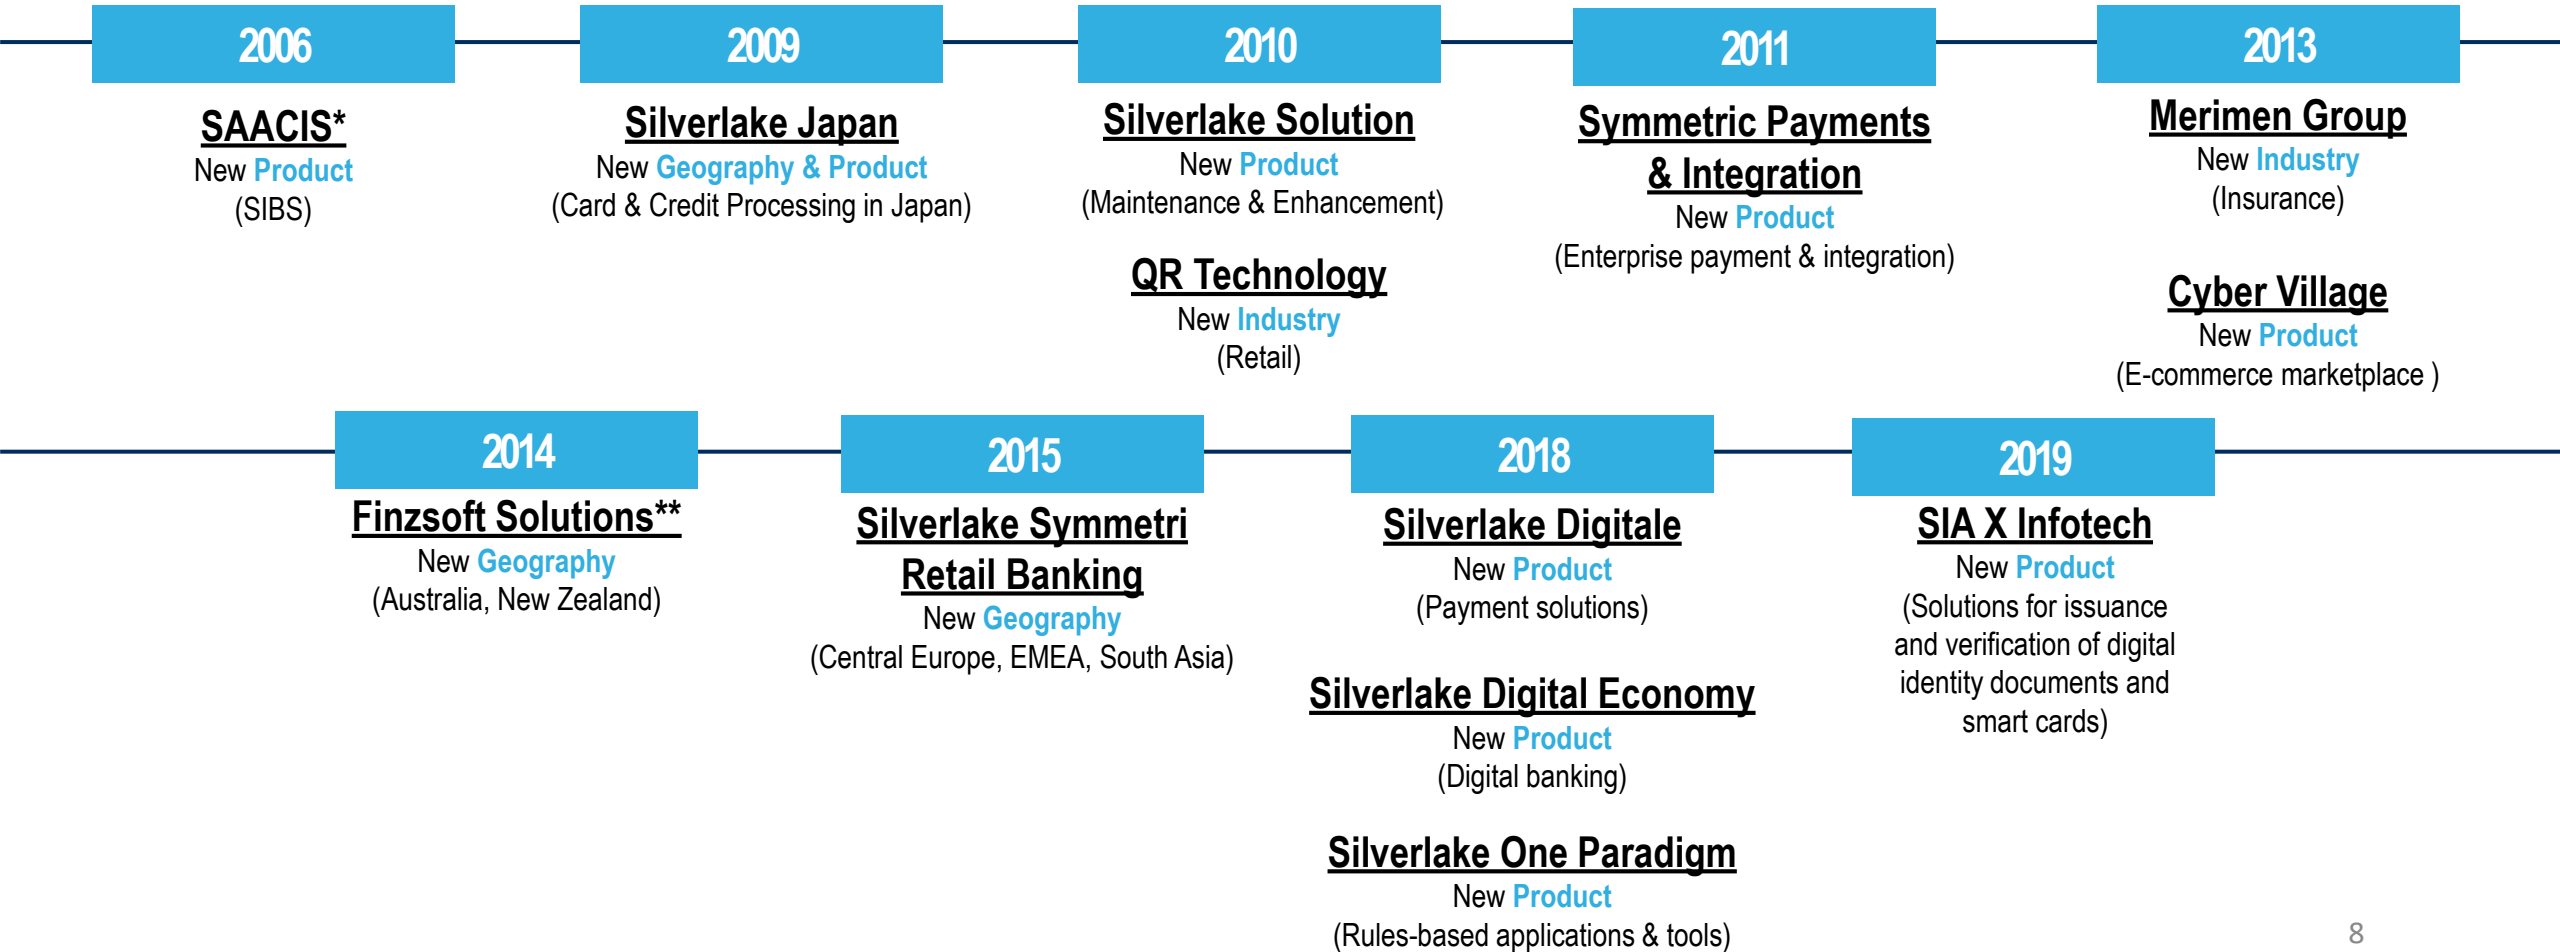 2006
SAACIS*
New Product
(SIBS)
2009
Silverlake Japan
New Geography & Product
(Card & Credit Processing in Japan)
2010
Silverlake Solution
New Product
(Maintenance & Enhancement)
QR Technology
New Industry
(Retail)
2011
Symmetric Payments
& Integration
New Product
(Enterprise payment & integration)
2013
Merimen Group
New Industry
(Insurance)
Cyber Village
New Product
(E-commerce marketplace )
2014
Finzsoft Solutions**
New Geography
(Australia, New Zealand)
2015
Silverlake Symmetri
Retail Banking
New Geography
(Central Europe, EMEA, South Asia)
2018
Silverlake Digitale
New Product
(Payment solutions)
Silverlake Digital Economy
New Product
(Digital banking)
Silverlake One Paradigm
New Product
(Rules-based applications & tools)
2019
SIA X Infotech
New Product
(Solutions for issuance
and verification of digital
identity documents and
smart cards)
8